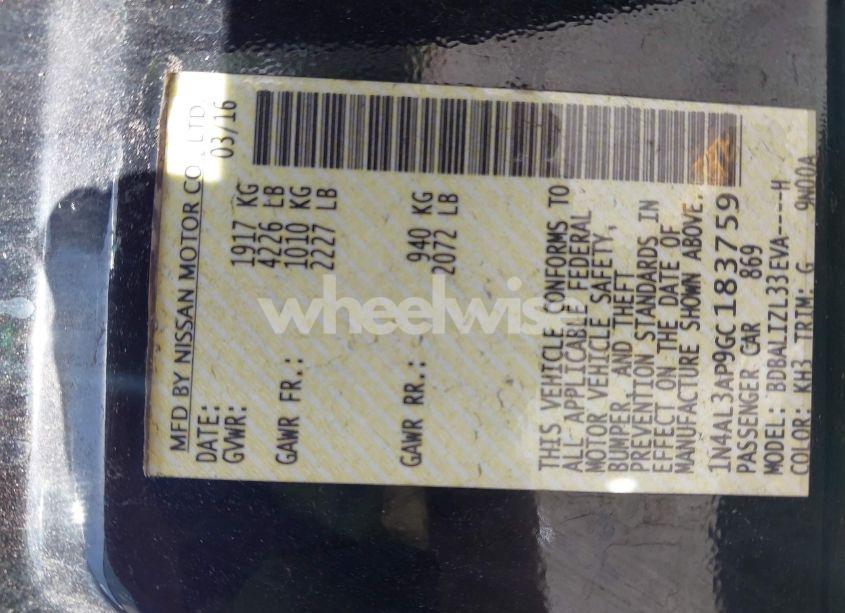 MFD BY NISSAN MOTOR CO., LTD.
DATE: 03/16
GVWR: 1917 KG
4226 LB
GAWR FR.: 1010 KG
2227 LB
GAWR RR.: 940 KG
2072 LB
THIS VEHICLE CONFORMS TO
ALL APPLICABLE FEDERAL
MOTOR VEHICLE SAFETY,
BUMPER, AND THEFT
PREVENTION STANDARDS IN
EFFECT ON THE DATE OF
MANUFACTURE SHOWN ABOVE.
1N4AL3AP9GC183759
PASSENGER CAR 869
MODEL: BDBALIZL33EVA----H
COLOR: KH3 TRIM: G 9N00A
wheelwise